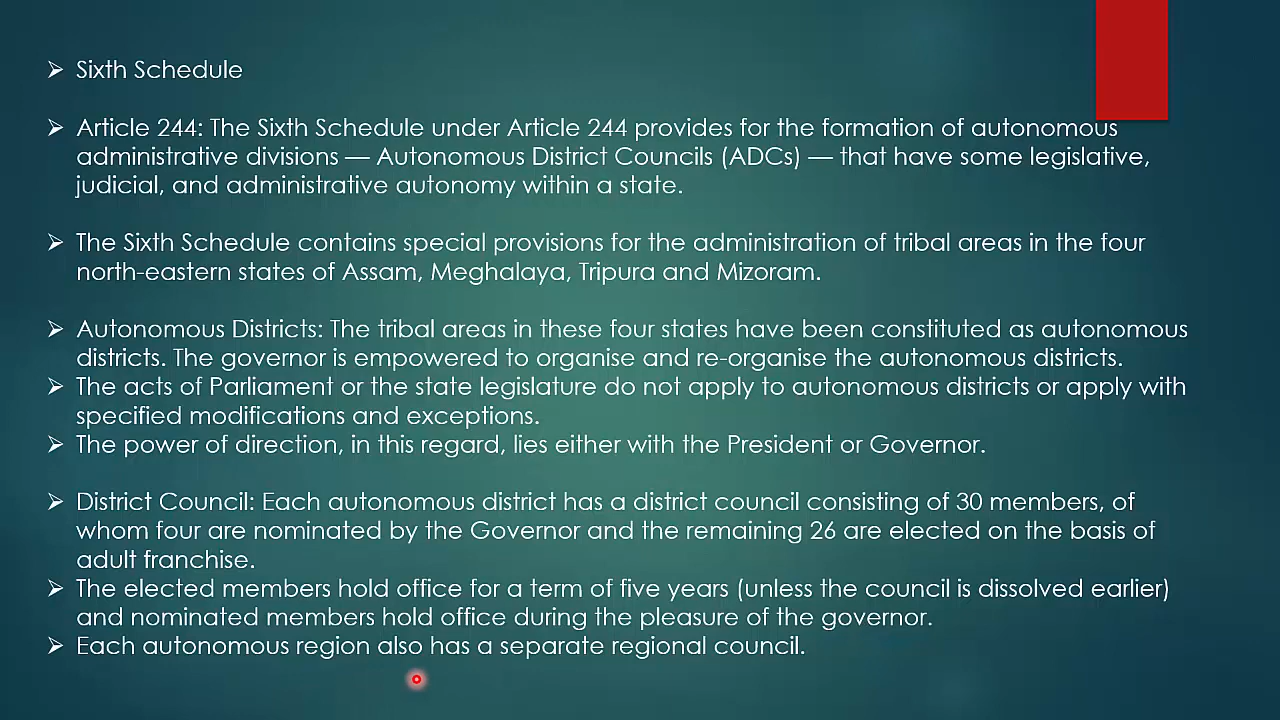 Sixth Schedule
Article 244: The Sixth Schedule under Article 244 provides for the formation of autonomous
administrative divisions — Autonomous District Councils (ADCs) — that have some legislative,
judicial, and administrative autonomy within a state.
The Sixth Schedule contains special provisions for the administration of tribal areas in the four
north-eastern states of Assam, Meghalaya, Tripura and Mizoram.
Autonomous Districts: The tribal areas in these four states have been constituted as autonomous
districts. The governor is empowered to organise and re-organise the autonomous districts.
The acts of Parliament or the state legislature do not apply to autonomous districts or apply with
specified modifications and exceptions.
The power of direction, in this regard, lies either with the President or Governor.
District Council: Each autonomous district has a district council consisting of 30 members, of
whom four are nominated by the Governor and the remaining 26 are elected on the basis of
adult franchise.
The elected members hold office for a term of five years (unless the council is dissolved earlier)
and nominated members hold office during the pleasure of the governor.
Each autonomous region also has a separate regional council.